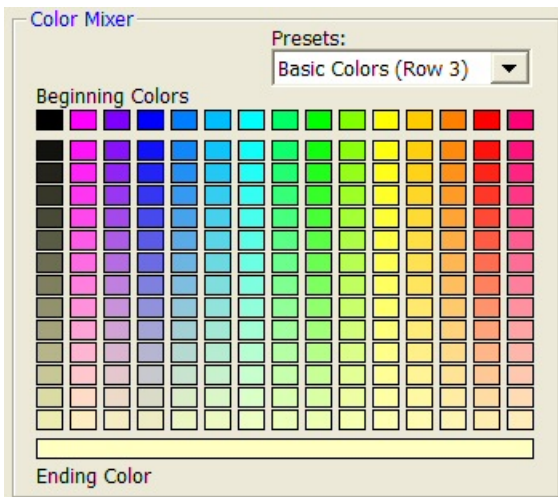 Color Mixer
Presets:
Basic Colors (Row 3)
Beginning Colors
Ending Color